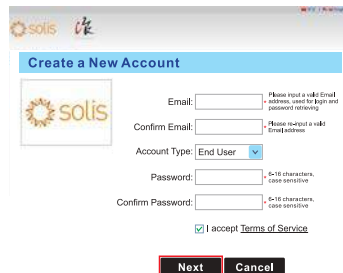 solis
Create a New Account
solis
Email:
Please input a valid Email
address, used for login and
password retrieving
Confirm Email:
Please re-input a valid
Email address
Account Type: End User
Password:
6-16 characters,
case sensitive
Confirm Password:
6-16 characters,
case sensitive
I accept Terms of Service
Next Cancel